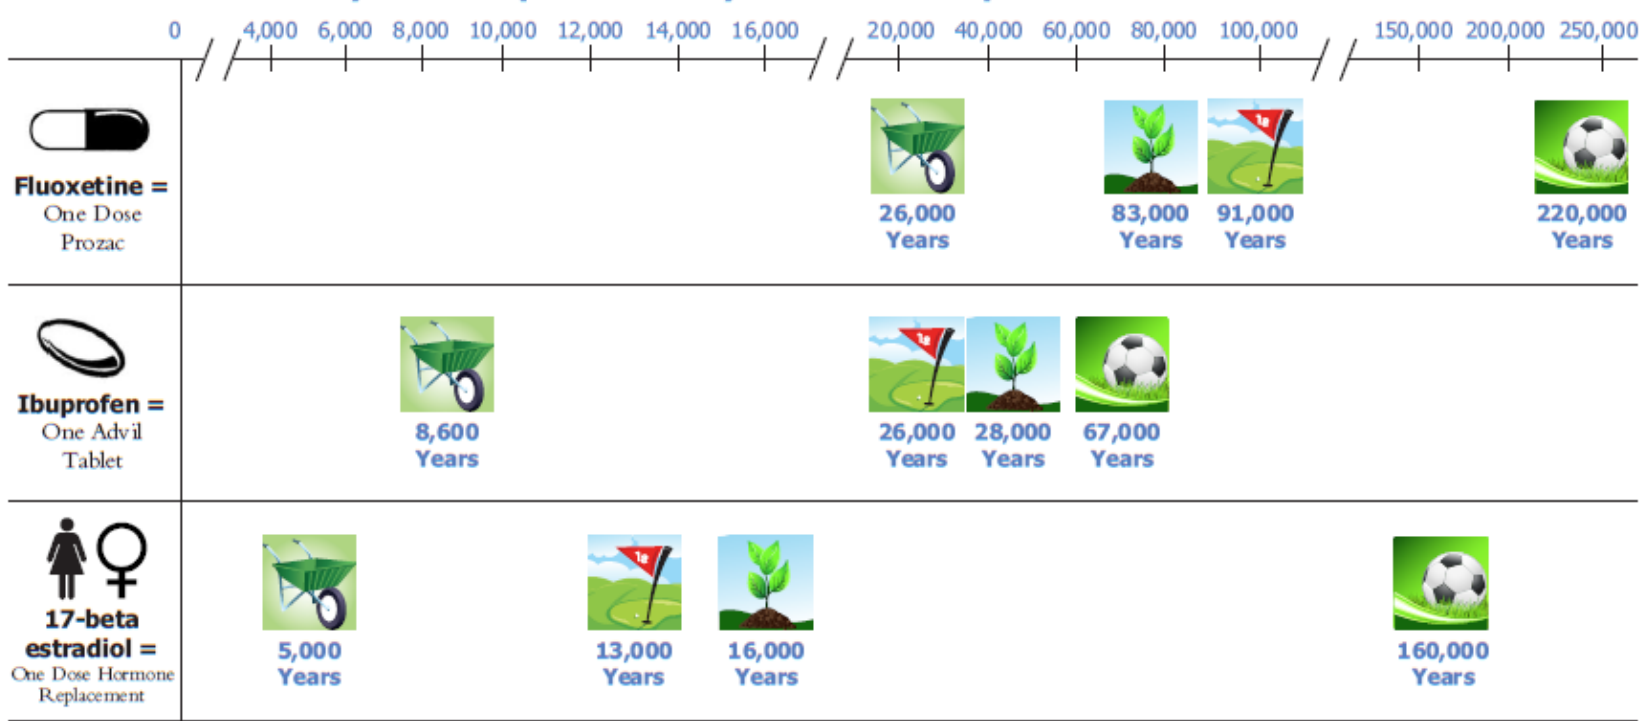 0 4,000 6,000 8,000 10,000 12,000 14,000 16,000 20,000 40,000 60,000 80,000 100,000 150,000 200,000 250,000
Fluoxetine =
One Dose
Prozac
26,000
Years
83,000
Years
91,000
Years
220,000
Years
Ibuprofen =
One Advil
Tablet
8,600
Years
26,000
Years
28,000
Years
67,000
Years
17-beta
estradiol =
One Dose Hormone
Replacement
5,000
Years
13,000
Years
16,000
Years
160,000
Years